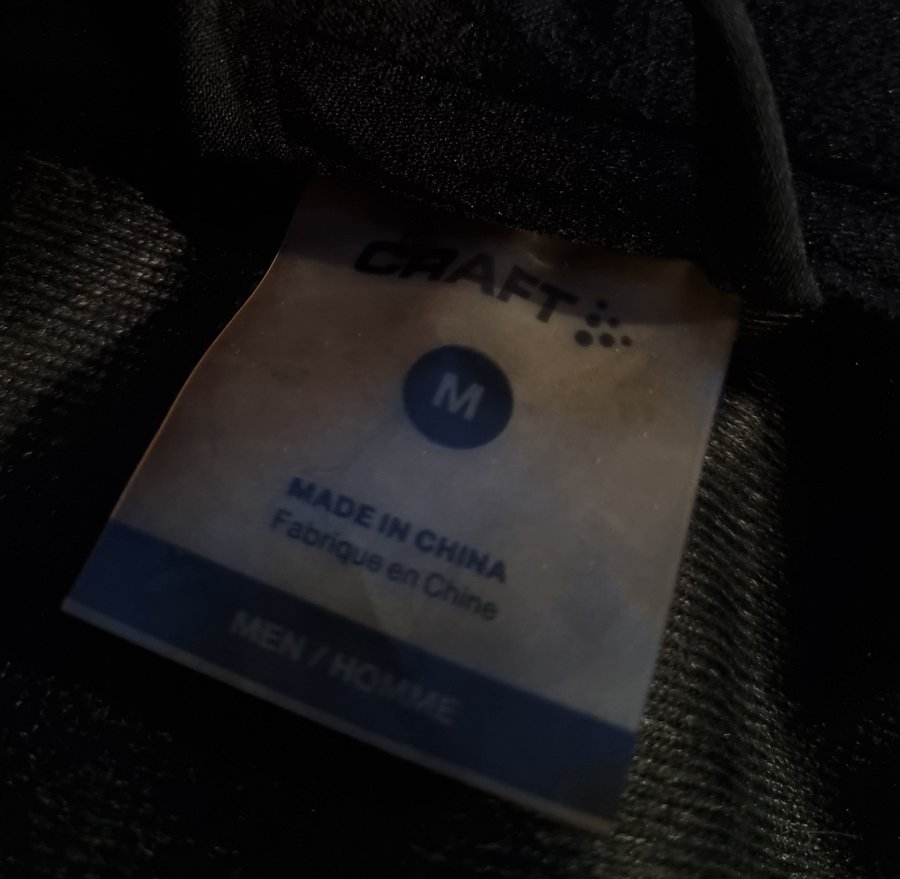 CRAFT
M
MADE IN CHINA
Fabrique en Chine
MEN / HOMME